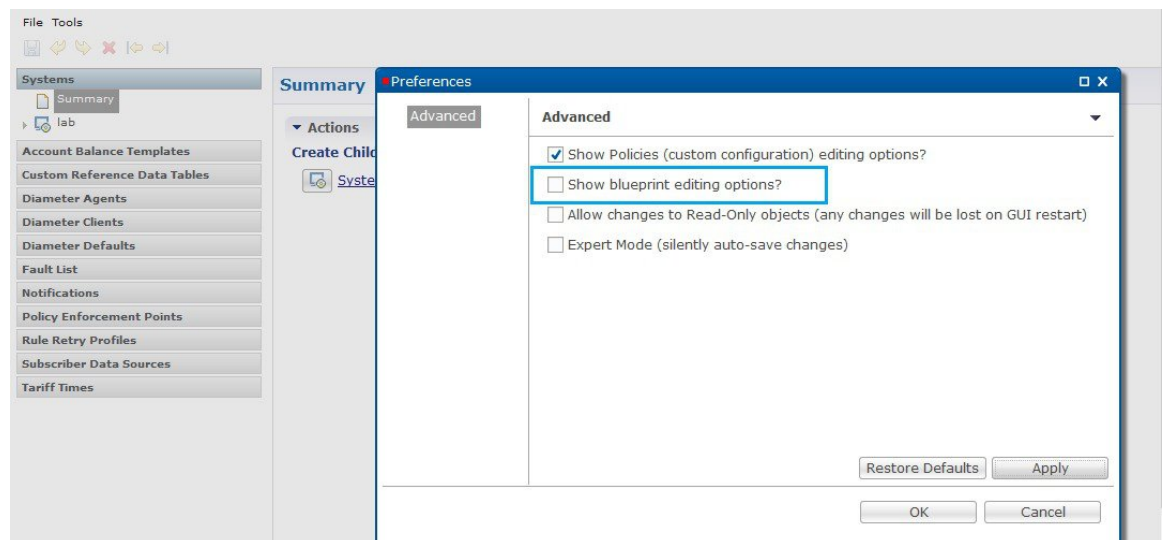 File Tools
Systems
Summary
lab
Account Balance Templates
Custom Reference Data Tables
Diameter Agents
Diameter Clients
Diameter Defaults
Fault List
Notifications
Policy Enforcement Points
Rule Retry Profiles
Subscriber Data Sources
Tariff Times
Summary
Actions
Create Child
Syste
Preferences
Advanced
Advanced
Show Policies (custom configuration) editing options?
Show blueprint editing options?
Allow changes to Read-Only objects (any changes will be lost on GUI restart)
Expert Mode (silently auto-save changes)
Restore Defaults Apply
OK Cancel